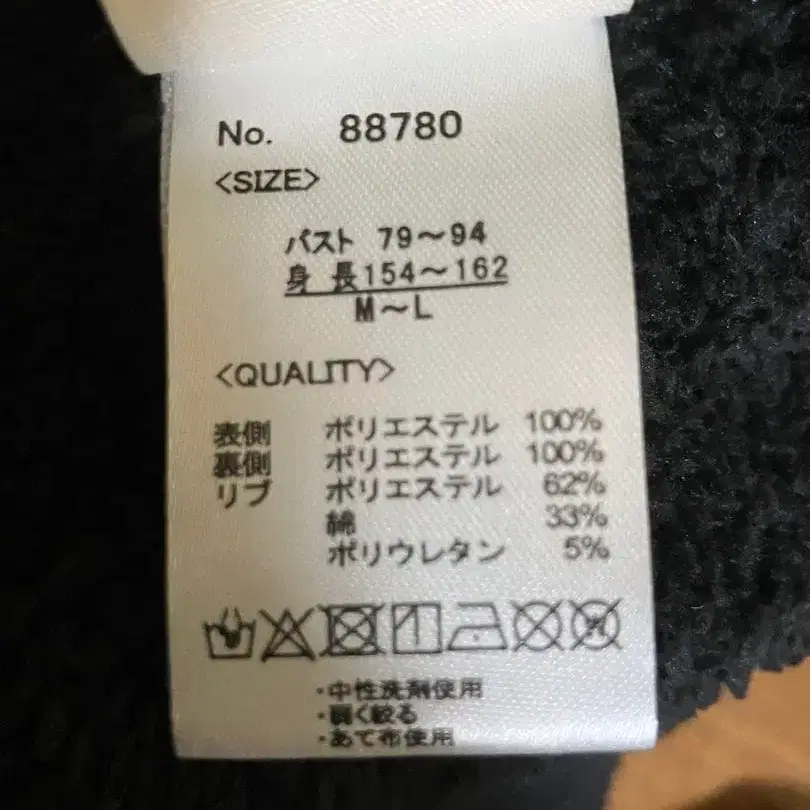 No. 88780
<SIZE>
バスト 79～94
身 長154～162
M～L
<QUALITY>
表側 ポリエステル 100%
裏側 ポリエステル 100%
リブ ポリエステル 62%
綿 33%
ポリウレタン 5%
・中性洗剤使用
・弱く絞る
・あて布使用